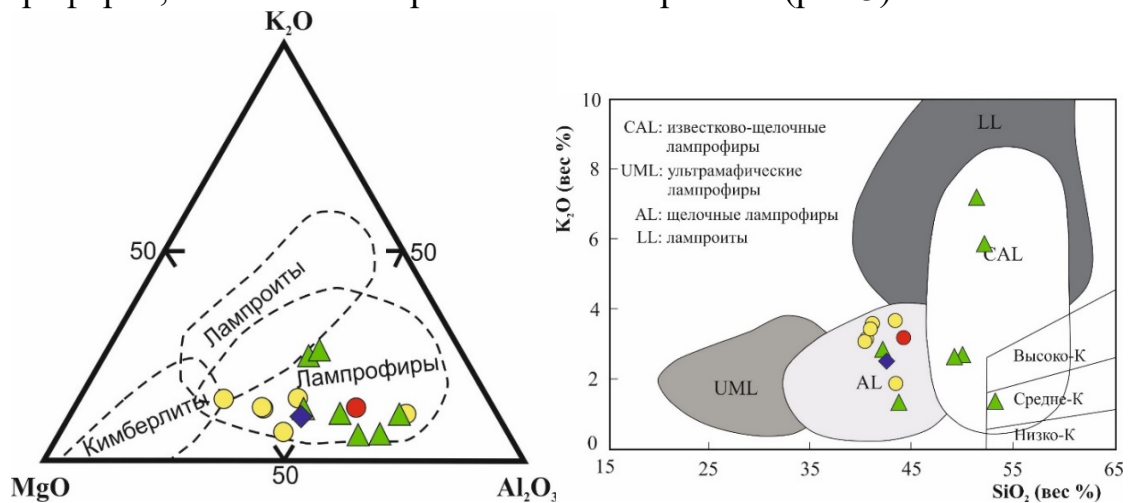 K₂O
50
50
Лампроиты
Лампрофиры
Кимберлиты
50
MgO
Al₂O₃
K₂O (вес %)
10
8
6
4
2
0
CAL: известково-щелочные
лампрофиры
UML: ультрамафические
лампрофиры
AL: щелочные лампрофиры
LL: лампроиты
LL
CAL
UML
AL
Высоко-К
Средне-К
Низко-К
15
25
35
45
55
65
SiO₂ (вес %)